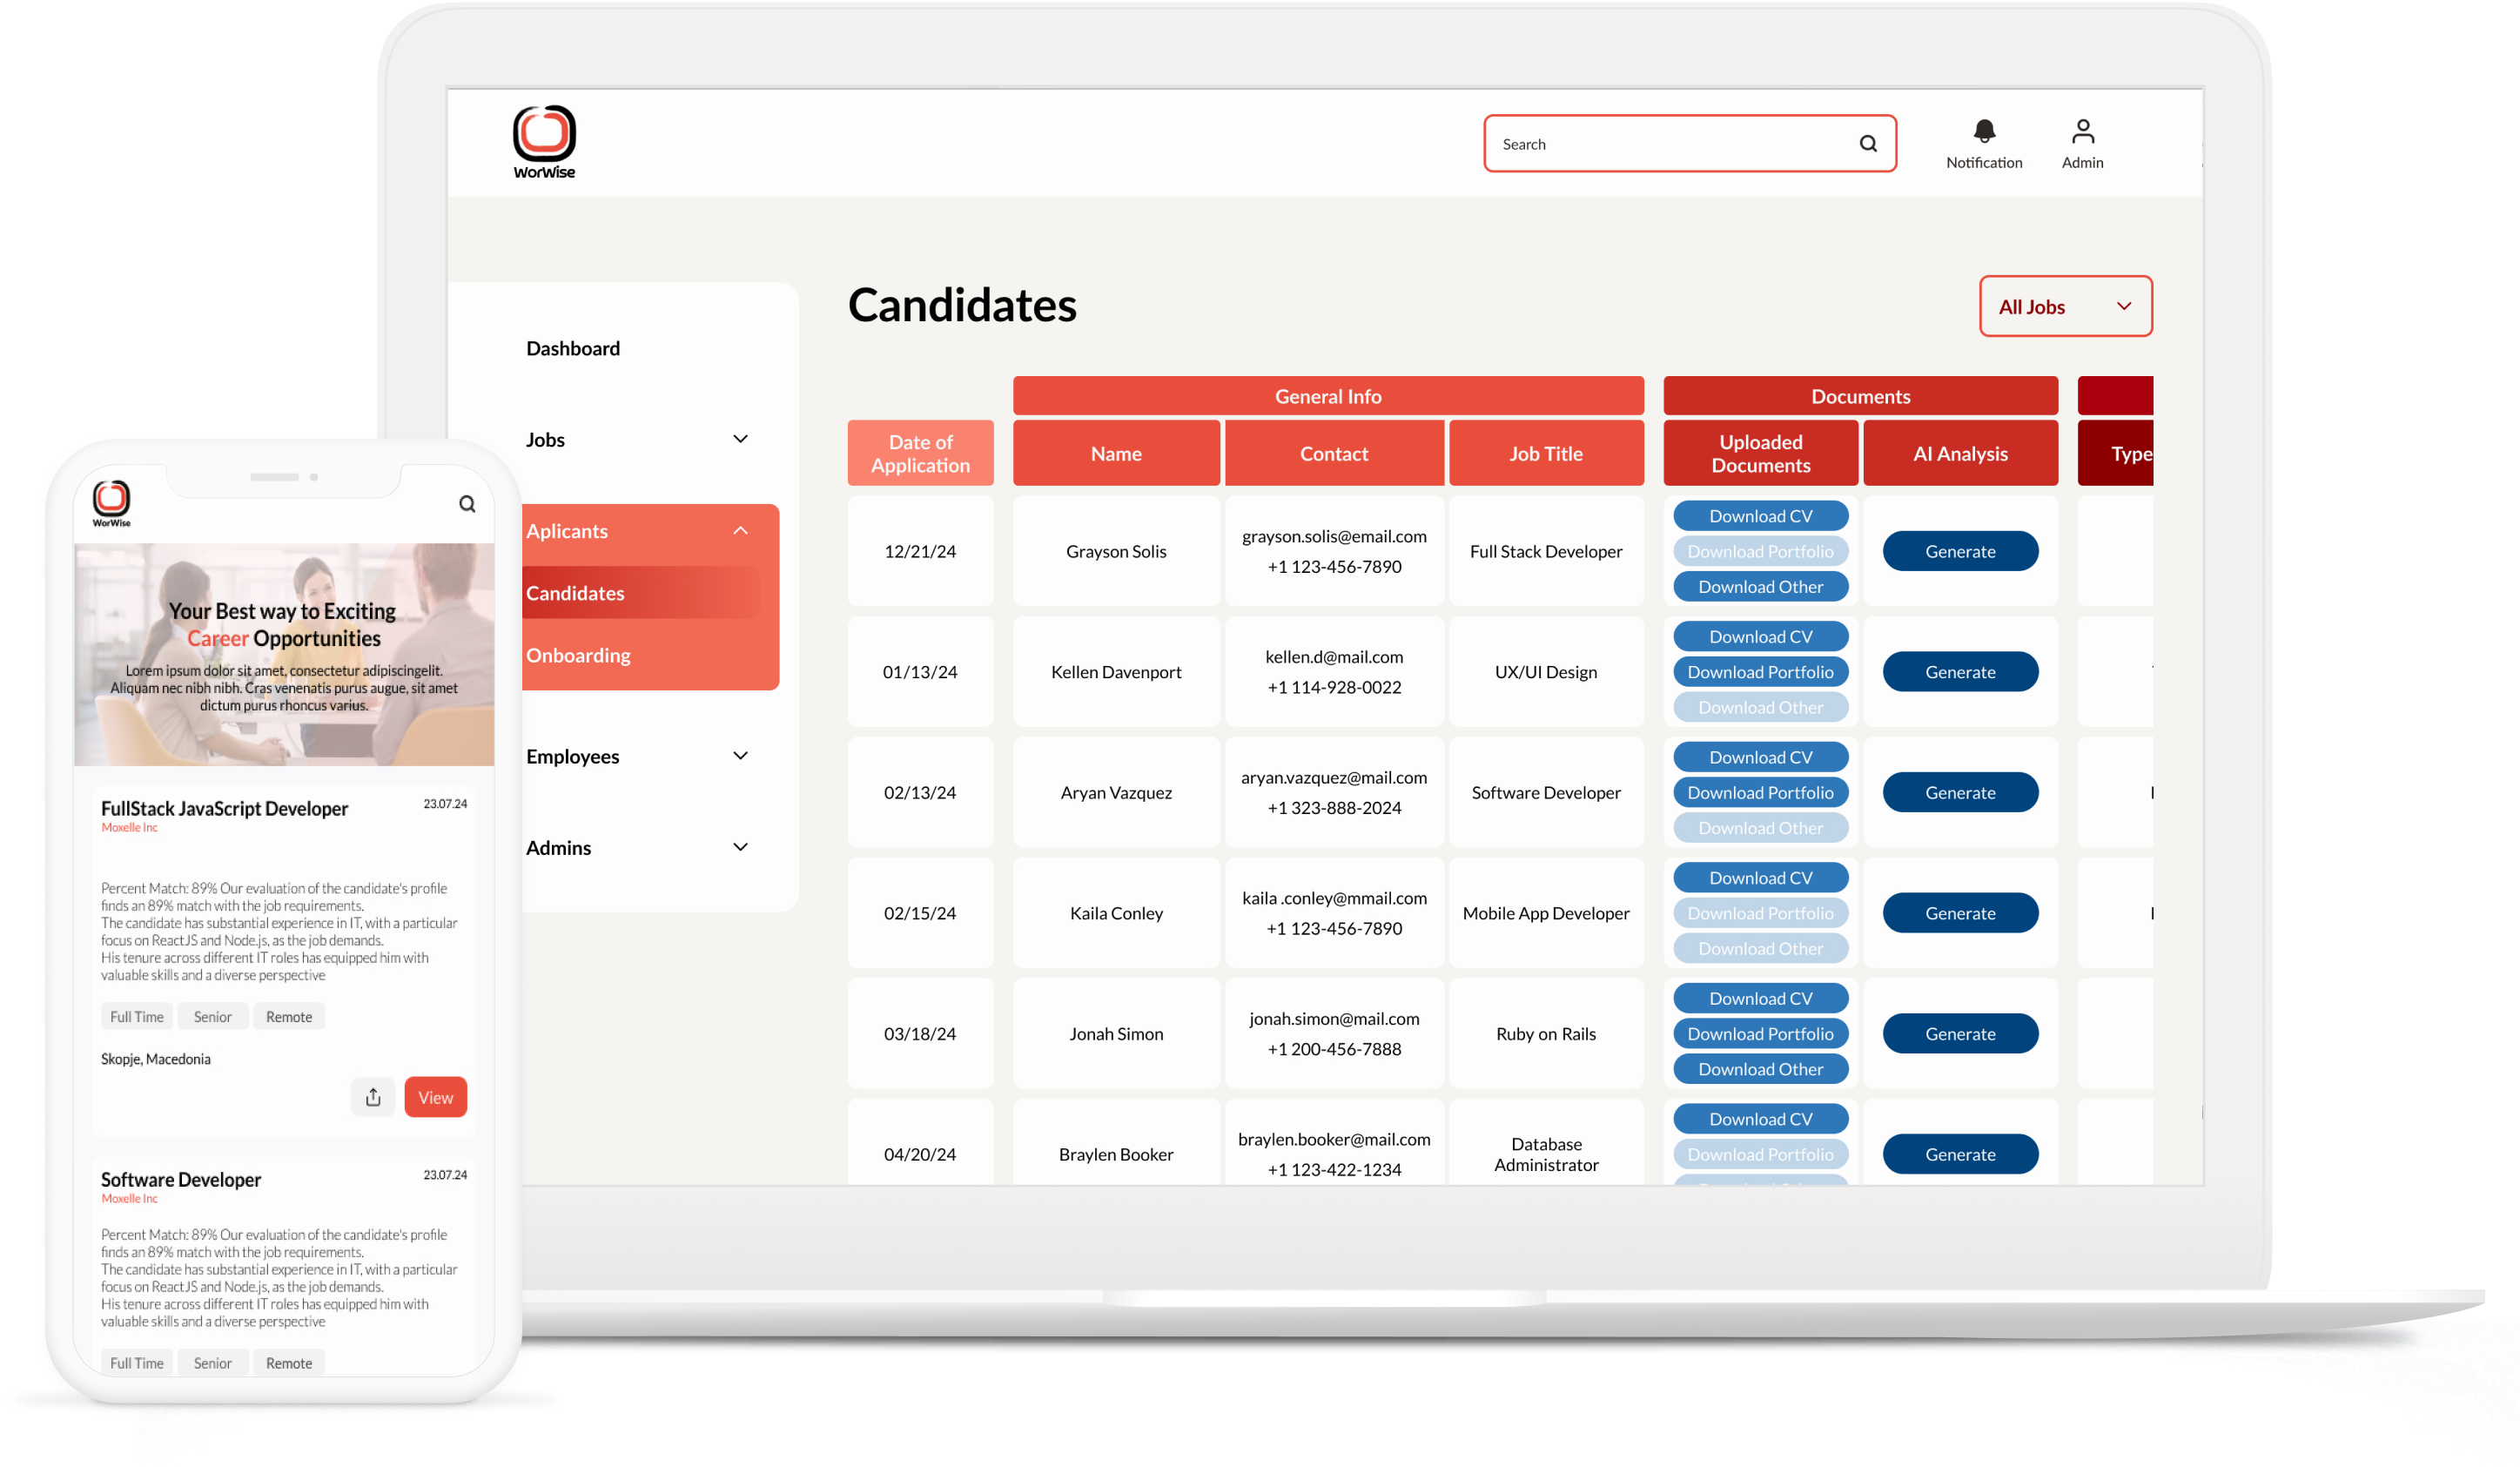 WorWise
Search
Notification
Admin
Dashboard
Jobs
Aplicants
Candidates
Onboarding
Employees
Admins
Candidates
All Jobs
General Info
Documents
Date of
Application
Name
Contact
Job Title
Uploaded
Documents
AI Analysis
Type
12/21/24
Grayson Solis
grayson.solis@email.com
+1 123-456-7890
Full Stack Developer
Download CV
Download Portfolio
Download Other
Generate
01/13/24
Kellen Davenport
kellen.d@mail.com
+1 114-928-0022
UX/UI Design
Download CV
Download Portfolio
Download Other
Generate
02/13/24
Aryan Vazquez
aryan.vazquez@mail.com
+1 323-888-2024
Software Developer
Download CV
Download Portfolio
Download Other
Generate
02/15/24
Kaila Conley
kaila .conley@mmail.com
+1 123-456-7890
Mobile App Developer
Download CV
Download Portfolio
Download Other
Generate
03/18/24
Jonah Simon
jonah.simon@mail.com
+1 200-456-7888
Ruby on Rails
Download CV
Download Portfolio
Download Other
Generate
04/20/24
Braylen Booker
braylen.booker@mail.com
+1 123-422-1234
Database
Administrator
Download CV
Download Portfolio
Generate
WorWise
Your Best way to Exciting
Career Opportunities
Lorem ipsum dolor sit amet, consectetur adipiscingelit.
Aliquam nec nibh nibh. Cras venenatis purus augue, sit amet
dictum purus rhoncus varius.
FullStack JavaScript Developer
23.07.24
Moxelle Inc
Percent Match: 89% Our evaluation of the candidate's profile
finds an 89% match with the job requirements.
The candidate has substantial experience in IT, with a particular
focus on ReactJS and Node.js, as the job demands.
His tenure across different IT roles has equipped him with
valuable skills and a diverse perspective
Full Time
Senior
Remote
Skopje, Macedonia
View
Software Developer
23.07.24
Moxelle Inc
Percent Match: 89% Our evaluation of the candidate's profile
finds an 89% match with the job requirements.
The candidate has substantial experience in IT, with a particular
focus on ReactJS and Node.js, as the job demands.
His tenure across different IT roles has equipped him with
valuable skills and a diverse perspective
Full Time
Senior
Remote